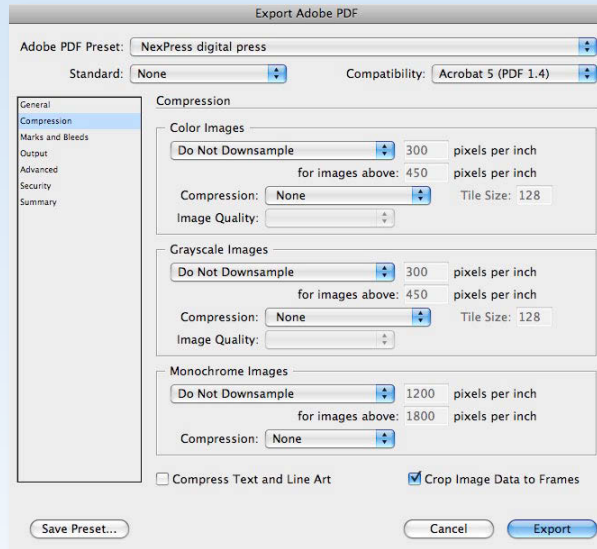 Export Adobe PDF
Adobe PDF Preset: NexPress digital press
Standard: None Compatibility: Acrobat 5 (PDF 1.4)
General
Compression
Marks and Bleeds
Output
Advanced
Security
Summary
Compression
Color Images
Do Not Downsample 300 pixels per inch
for images above: 450 pixels per inch
Compression: None Tile Size: 128
Image Quality:
Grayscale Images
Do Not Downsample 300 pixels per inch
for images above: 450 pixels per inch
Compression: None Tile Size: 128
Image Quality:
Monochrome Images
Do Not Downsample 1200 pixels per inch
for images above: 1800 pixels per inch
Compression: None
Compress Text and Line Art Crop Image Data to Frames
Save Preset... Cancel Export